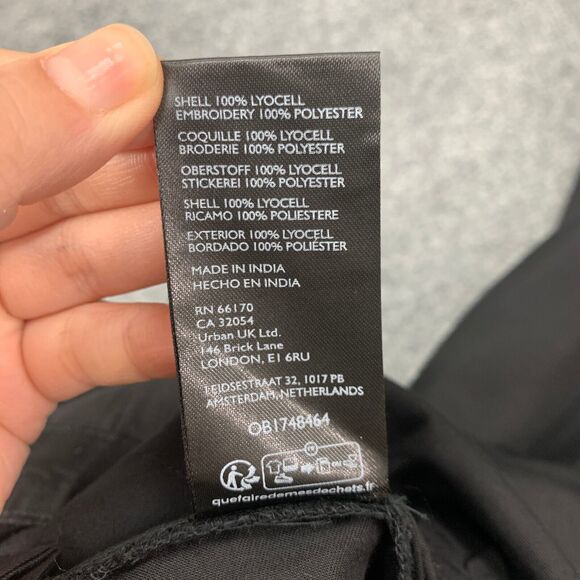 SHELL 100% LYOCELL
EMBROIDERY 100% POLYESTER
COQUILLE 100% LYOCELL
BRODERIE 100% POLYESTER
OBERSTOFF 100% LYOCELL
STICKEREI 100% POLYESTER
SHELL 100% LYOCELL
RICAMO 100% POLIESTERE
EXTERIOR 100% LYOCELL
BORDADO 100% POLIÉSTER
MADE IN INDIA
HECHO EN INDIA
RN 66170
CA 32054
Urban UK Ltd.
146 Brick Lane
LONDON, E1 6RU
LEIDSESTRAAT 32, 1017 PB
AMSTERDAM, NETHERLANDS
OB1748464
FR
quefairedemesdechets.fr